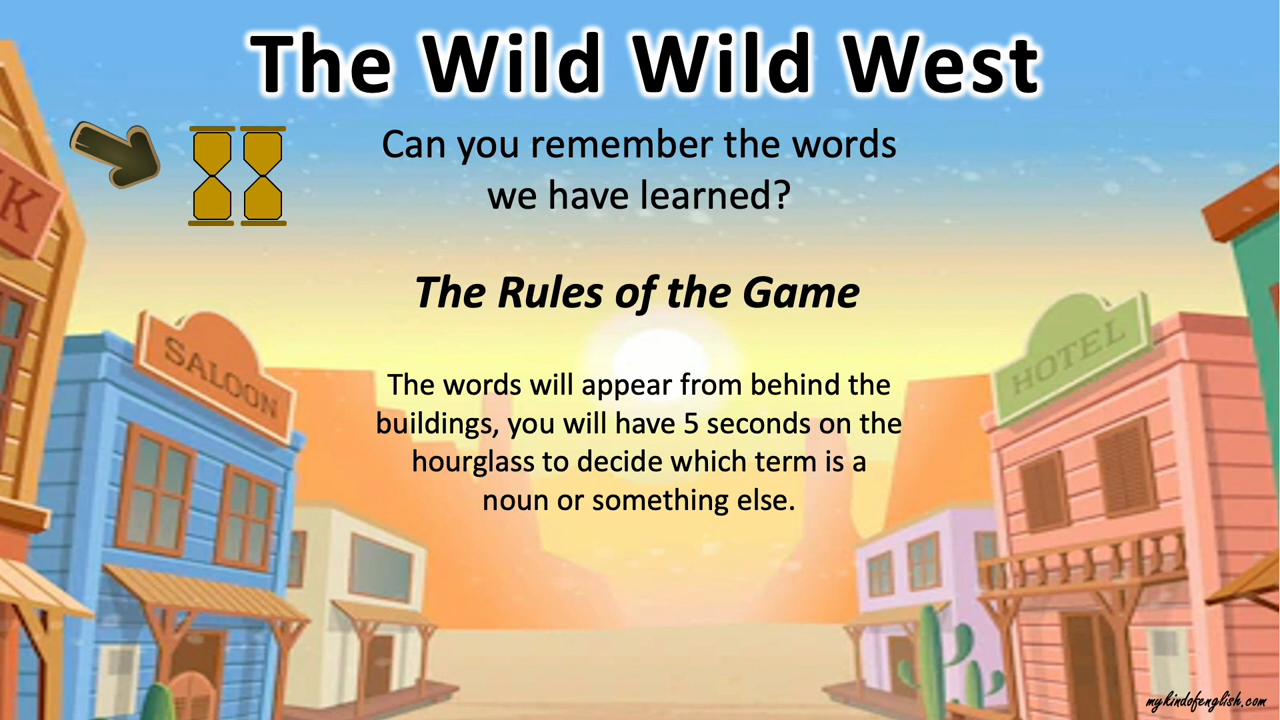 The Wild Wild West
Can you remember the words
we have learned?
K
The Rules of the Game
SALOON
HOTEL
The words will appear from behind the
buildings, you will have 5 seconds on the
hourglass to decide which term is a
noun or something else.
mykindofenglish.com